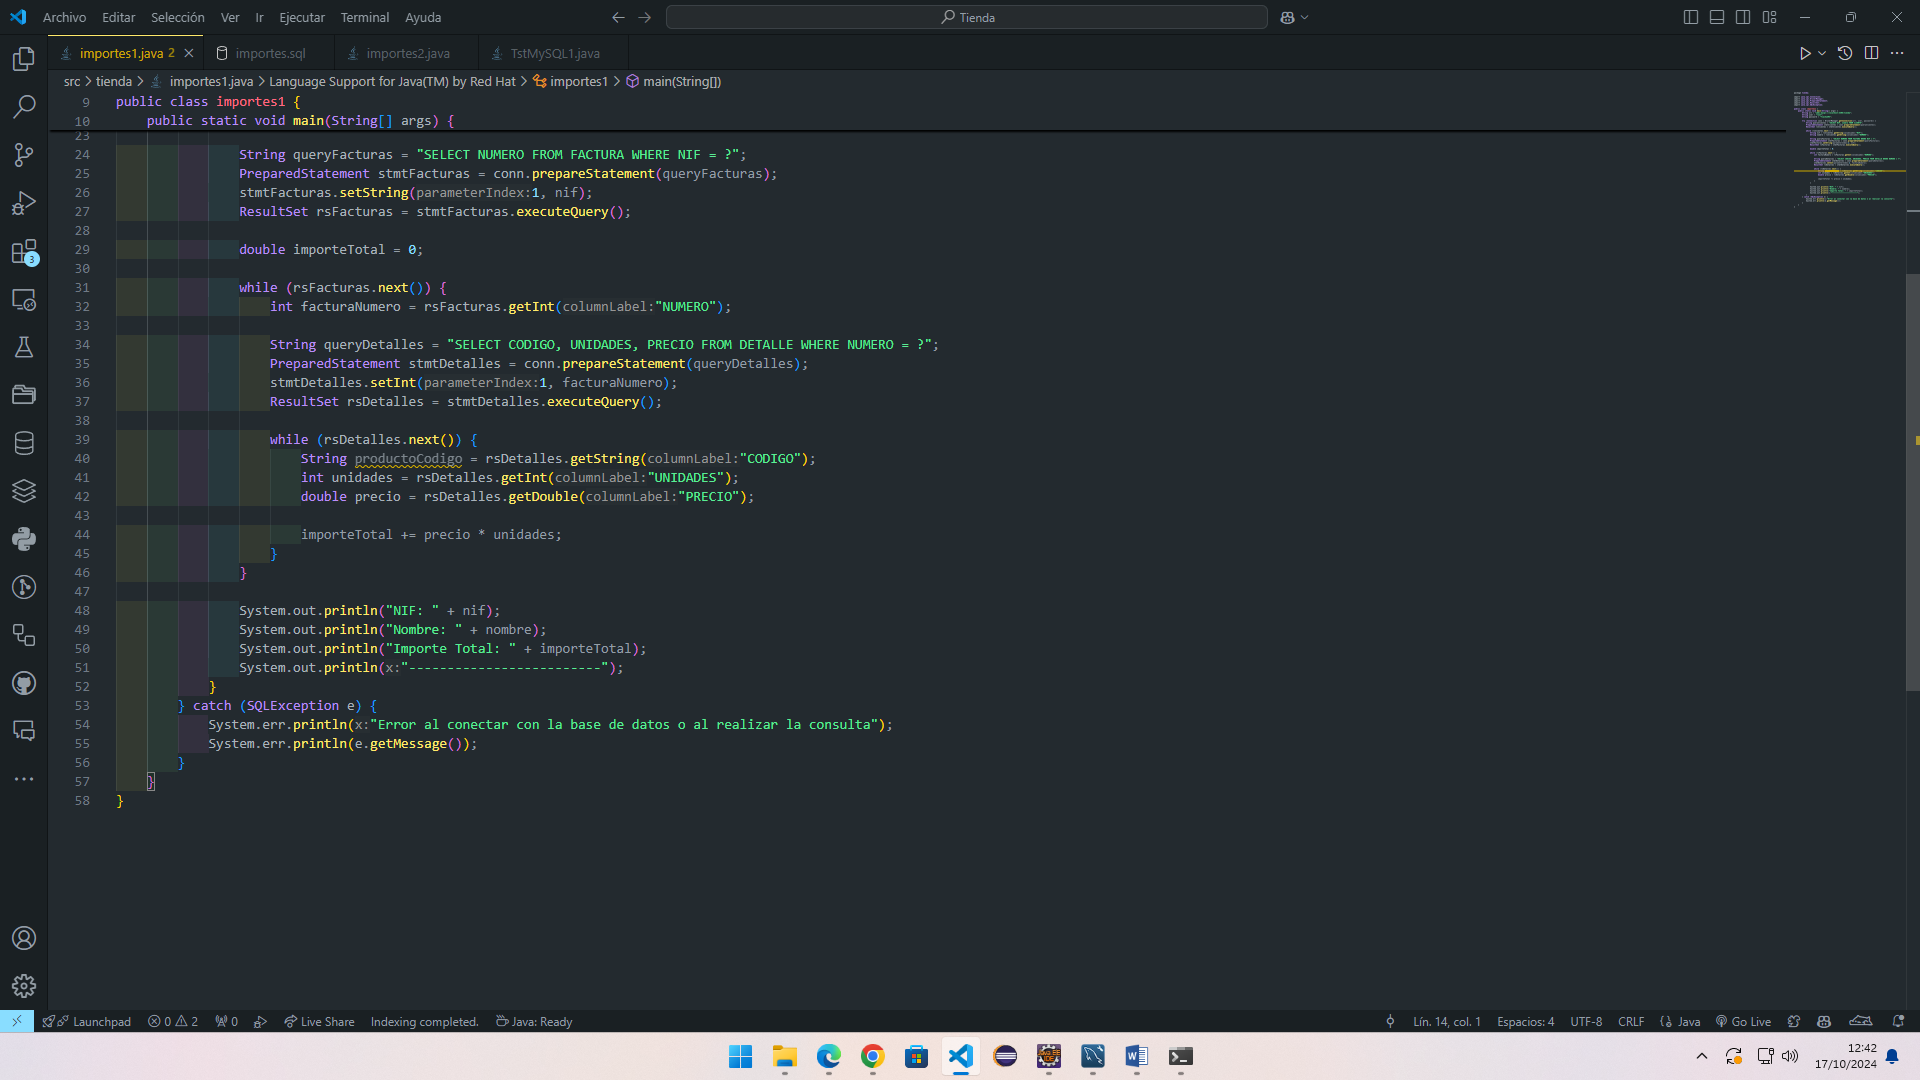 Archivo Editar Selección Ver Ir Ejecutar Terminal Ayuda
Tienda
importes1.java 2
importes.sql
importes2.java
TstMySQL1.java
src > tienda > importes1.java > Language Support for Java(TM) by Red Hat > importes1 > main(String[])
9 public class importes1 {
10 public static void main(String[] args) {
23
24 String queryFacturas = "SELECT NUMERO FROM FACTURA WHERE NIF = ?";
25 PreparedStatement stmtFacturas = conn.prepareStatement(queryFacturas);
26 stmtFacturas.setString(parameterIndex:1, nif);
27 ResultSet rsFacturas = stmtFacturas.executeQuery();
28
29 double importeTotal = 0;
30
31 while (rsFacturas.next()) {
32 int facturaNumero = rsFacturas.getInt(columnLabel:"NUMERO");
33
34 String queryDetalles = "SELECT CODIGO, UNIDADES, PRECIO FROM DETALLE WHERE NUMERO = ?";
35 PreparedStatement stmtDetalles = conn.prepareStatement(queryDetalles);
36 stmtDetalles.setInt(parameterIndex:1, facturaNumero);
37 ResultSet rsDetalles = stmtDetalles.executeQuery();
38
39 while (rsDetalles.next()) {
40 String productoCodigo = rsDetalles.getString(columnLabel:"CODIGO");
41 int unidades = rsDetalles.getInt(columnLabel:"UNIDADES");
42 double precio = rsDetalles.getDouble(columnLabel:"PRECIO");
43
44 importeTotal += precio * unidades;
45 }
46 }
47
48 System.out.println("NIF: " + nif);
49 System.out.println("Nombre: " + nombre);
50 System.out.println("Importe Total: " + importeTotal);
51 System.out.println(x:"-------------------------");
52 }
53 } catch (SQLException e) {
54 System.err.println(x:"Error al conectar con la base de datos o al realizar la consulta");
55 System.err.println(e.getMessage());
56 }
57 }
58 }
3
Launchpad 0 2 0 Live Share Indexing completed. Java: Ready
Lín. 14, col. 1 Espacios: 4 UTF-8 CRLF {} Java Go Live
12:42
17/10/2024